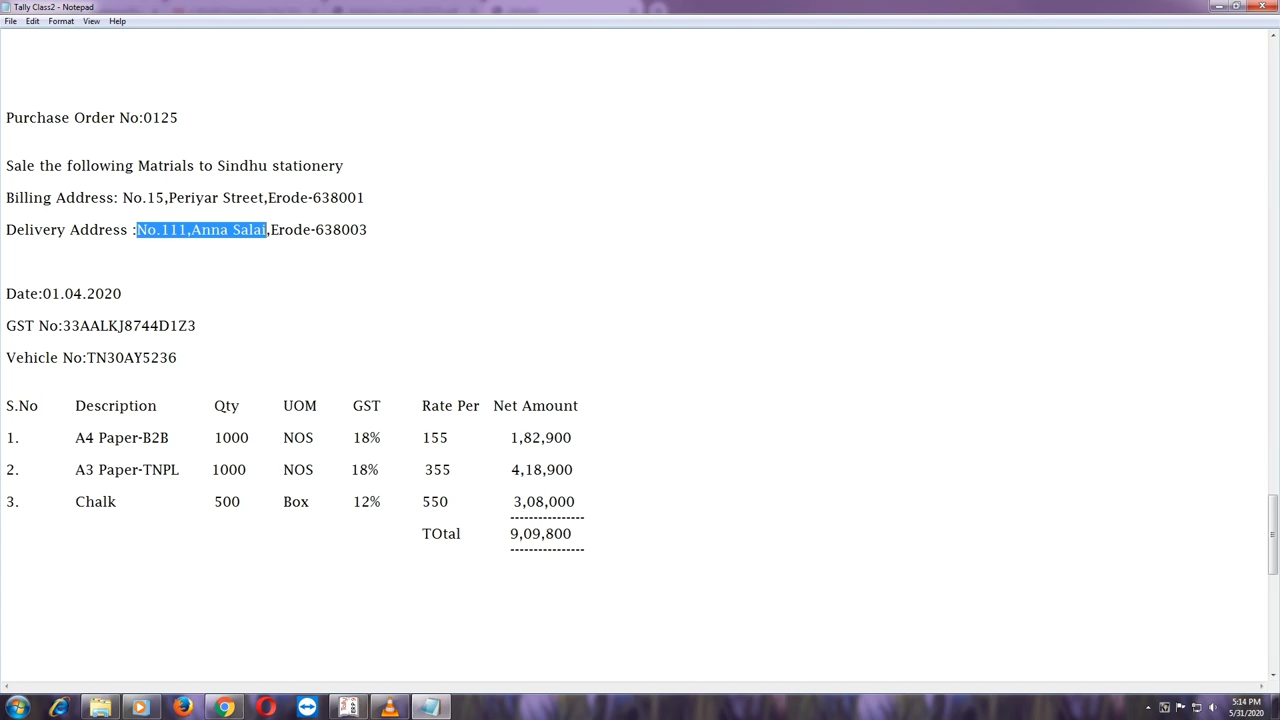 Tally Class2 - Notepad
File Edit Format View Help
Purchase Order No:0125
Sale the following Matrials to Sindhu stationery
Billing Address: No.15,Periyar Street,Erode-638001
Delivery Address :No.111,Anna Salai,Erode-638003
Date:01.04.2020
GST No:33AALKJ8744D1Z3
Vehicle No:TN30AY5236
S.No Description Qty UOM GST Rate Per Net Amount
1. A4 Paper-B2B 1000 NOS 18% 155 1,82,900
2. A3 Paper-TNPL 1000 NOS 18% 355 4,18,900
3. Chalk 500 Box 12% 550 3,08,000
----------------
TOtal 9,09,800
----------------
5:14 PM
5/31/2020